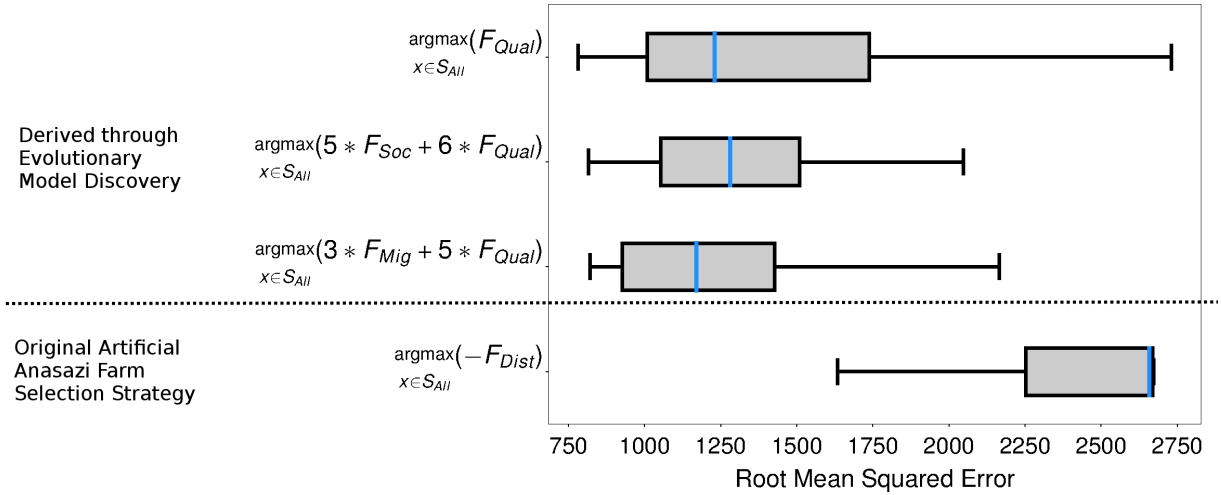 argmax(F_Qual)
x∈S_All
Derived through
Evolutionary
Model Discovery
argmax(5 * F_Soc + 6 * F_Qual)
x∈S_All
argmax(3 * F_Mig + 5 * F_Qual)
x∈S_All
Original Artificial
Anasazi Farm
Selection Strategy
argmax(−F_Dist)
x∈S_All
750 1000 1250 1500 1750 2000 2250 2500 2750
Root Mean Squared Error